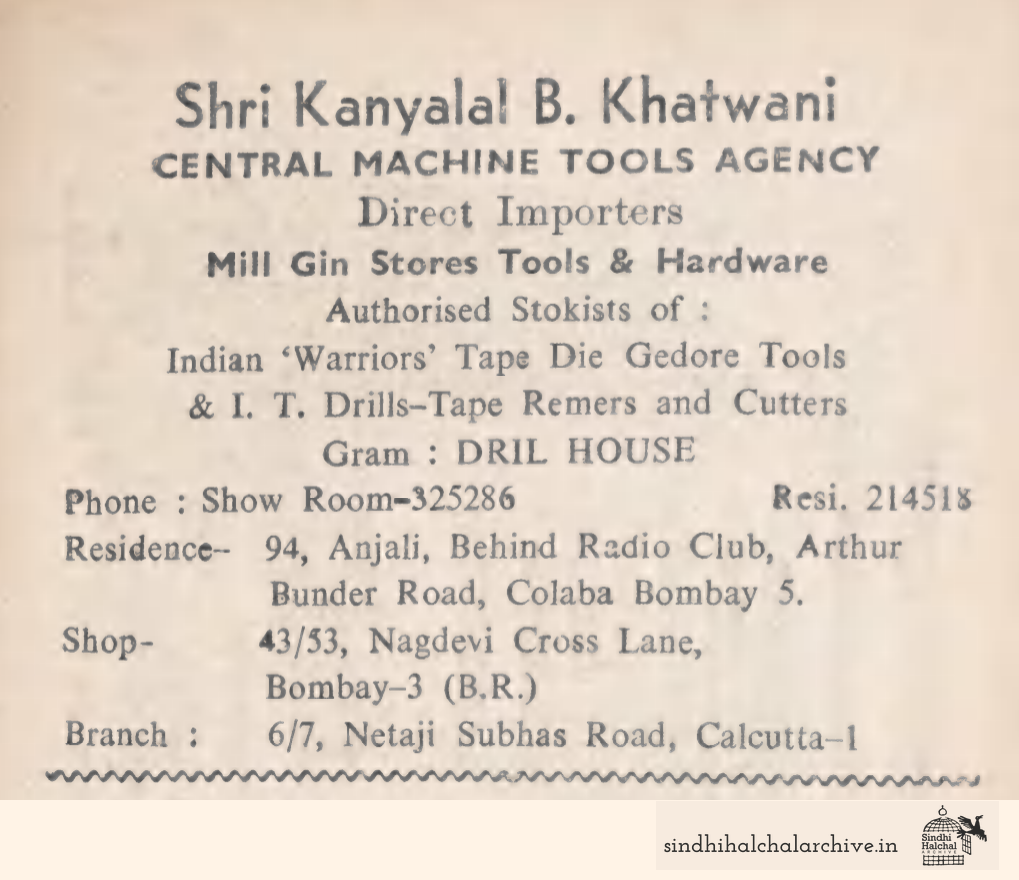 Shri Kanyalal B. Khatwani
CENTRAL MACHINE TOOLS AGENCY
Direct Importers
Mill Gin Stores Tools & Hardware
Authorised Stokists of :
Indian ‘Warriors’ Tape Die Gedore Tools
& I. T. Drills-Tape Remers and Cutters
Gram : DRIL HOUSE
Phone : Show Room-325286 Resi. 214518
Residence- 94, Anjali, Behind Radio Club, Arthur
Bunder Road, Colaba Bombay 5.
Shop- 43/53, Nagdevi Cross Lane,
Bombay-3 (B.R.)
Branch : 6/7, Netaji Subhas Road, Calcutta-1
sindhihalchalarchive.in
Sindhi
Halchal
ARCHIVE